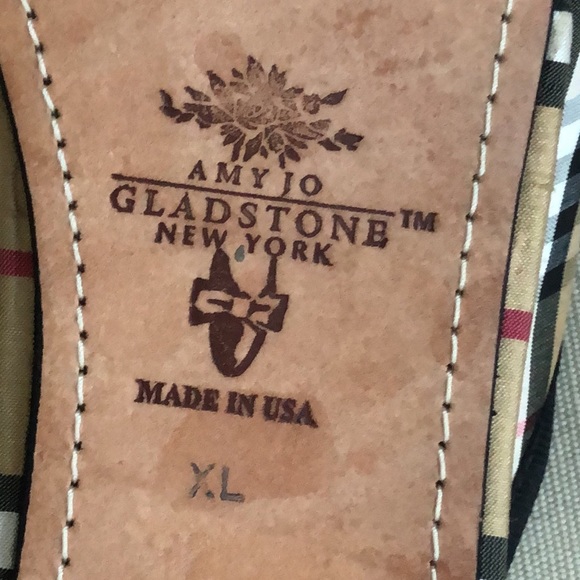 AMY JO
GLADSTONE™
NEW YORK
MADE IN USA
XL